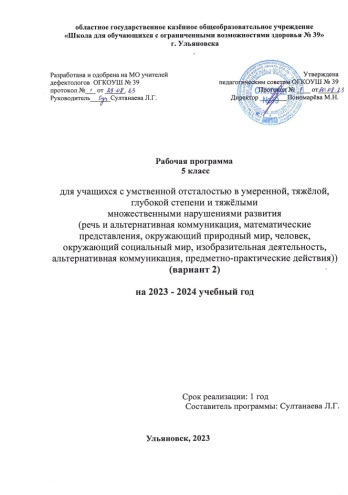 областное государственное казённое общеобразовательное учреждение
«Школа для обучающихся с ограниченными возможностями здоровья № 39»
г. Ульяновска
Разработана и одобрена на МО учителей
дефектологов ОГКОУШ № 39
протокол № 1 от 29.08.23
Руководитель Султанаева Л.Г.
Утверждена
педагогическим советом ОГКОУШ № 39
Протокол № 1 от 23
Директор Пономарёва М.Н.
Рабочая программа
5 класс
для учащихся с умственной отсталостью в умеренной, тяжёлой,
глубокой степени и тяжёлыми
множественными нарушениями развития
(речь и альтернативная коммуникация, математические
представления, окружающий природный мир, человек,
окружающий социальный мир, изобразительная деятельность,
альтернативная коммуникация, предметно-практические действия))
(вариант 2)
на 2023 - 2024 учебный год
Срок реализации: 1 год
Составитель программы: Султанаева Л.Г.
Ульяновск, 2023